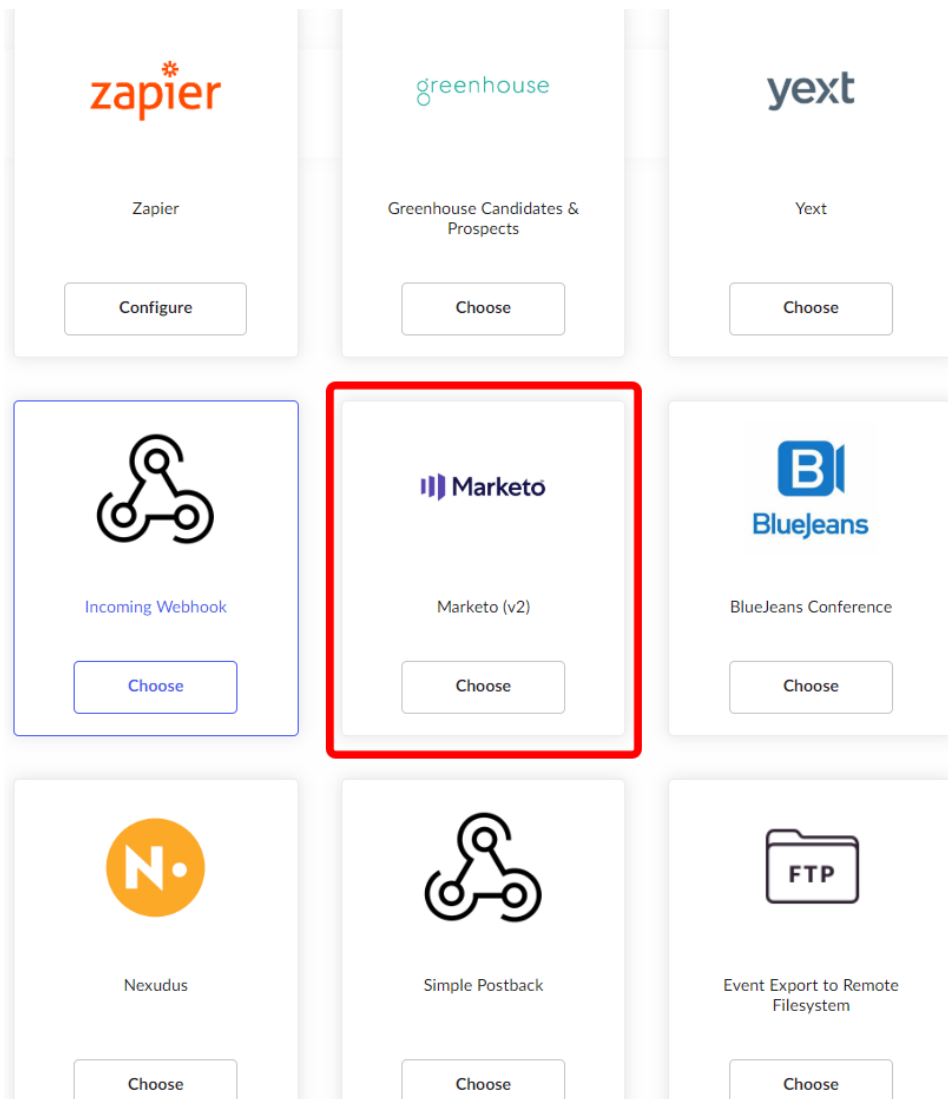 zapier
greenhouse
yext
Zapier
Greenhouse Candidates &
Prospects
Yext
Configure
Choose
Choose
Marketo
B
BlueJeans
Incoming Webhook
Marketo (v2)
BlueJeans Conference
Choose
Choose
Choose
N
FTP
Nexudus
Simple Postback
Event Export to Remote
Filesystem
Choose
Choose
Choose